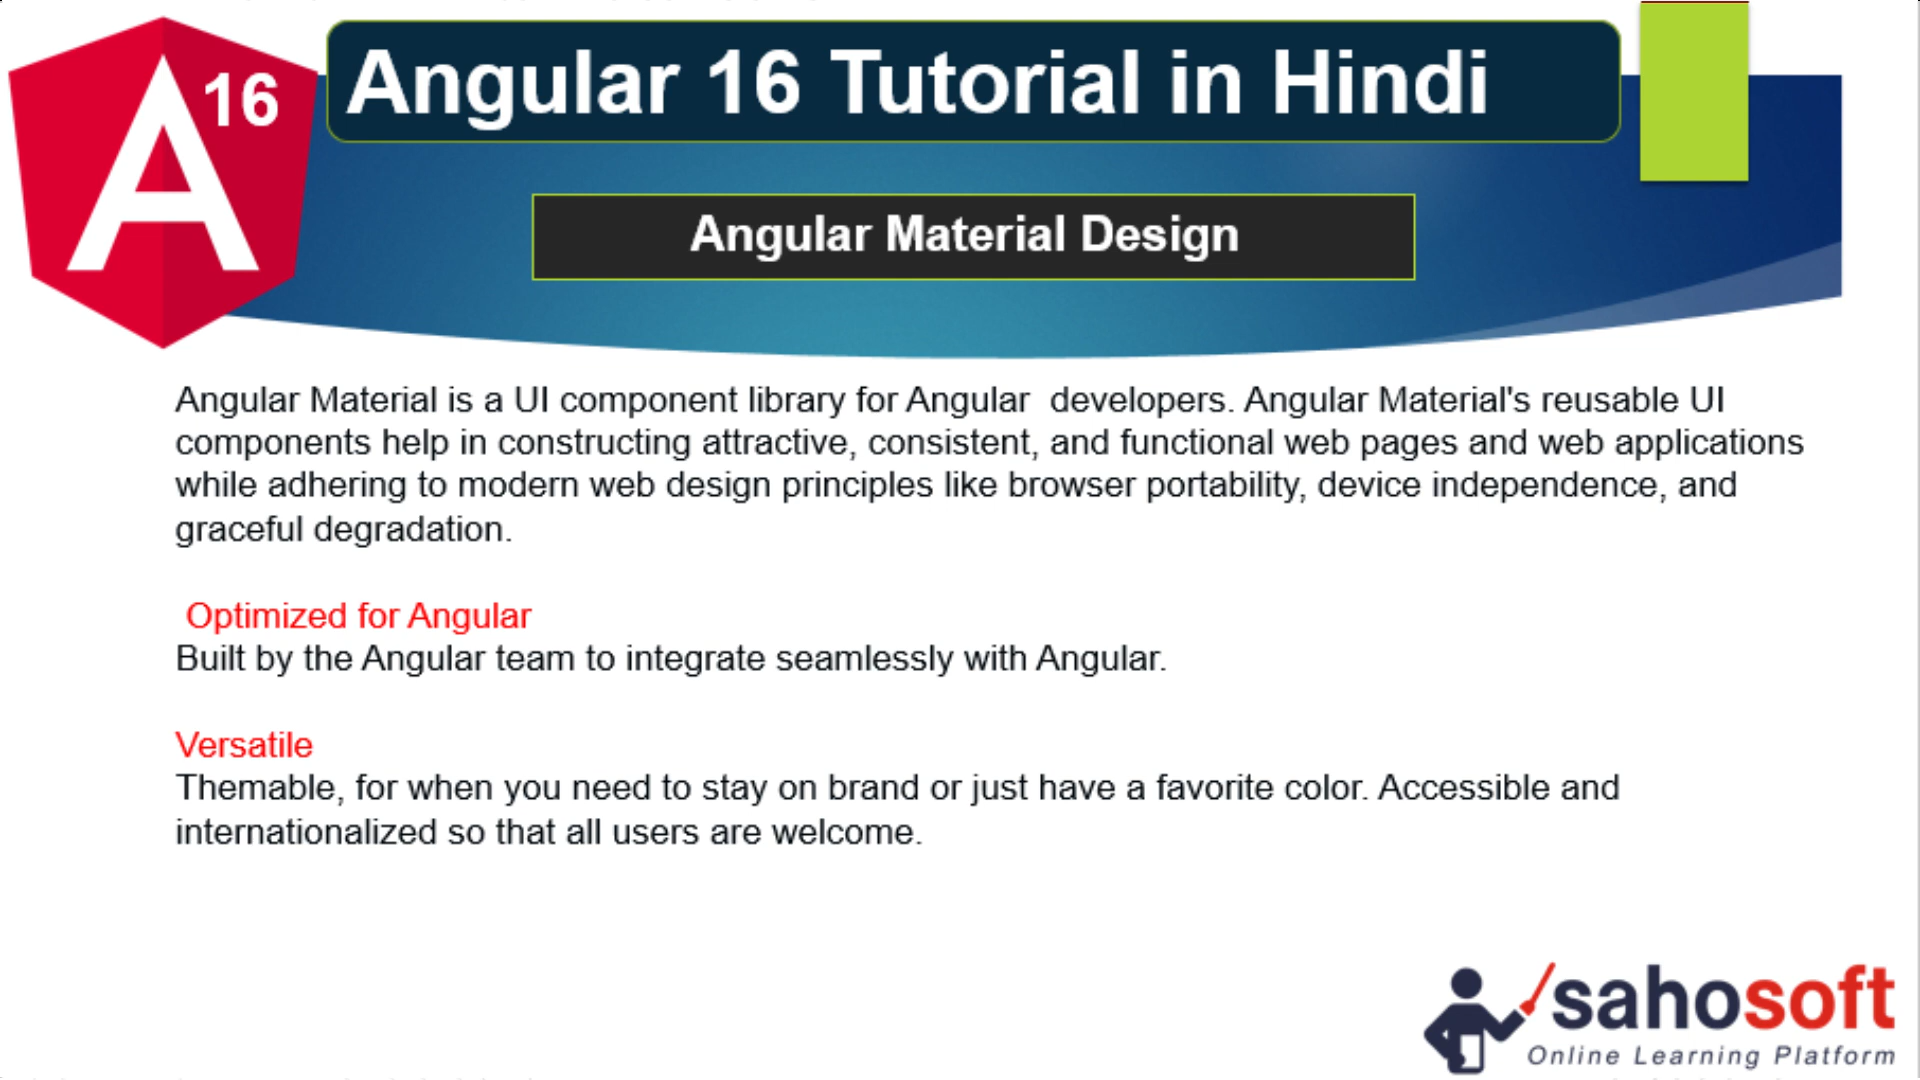 16
Angular 16 Tutorial in Hindi
Angular Material Design
Angular Material is a UI component library for Angular  developers. Angular Material's reusable UI
components help in constructing attractive, consistent, and functional web pages and web applications
while adhering to modern web design principles like browser portability, device independence, and
graceful degradation.
Optimized for Angular
Built by the Angular team to integrate seamlessly with Angular.
Versatile
Themable, for when you need to stay on brand or just have a favorite color. Accessible and
internationalized so that all users are welcome.
sahosoft
Online Learning Platform